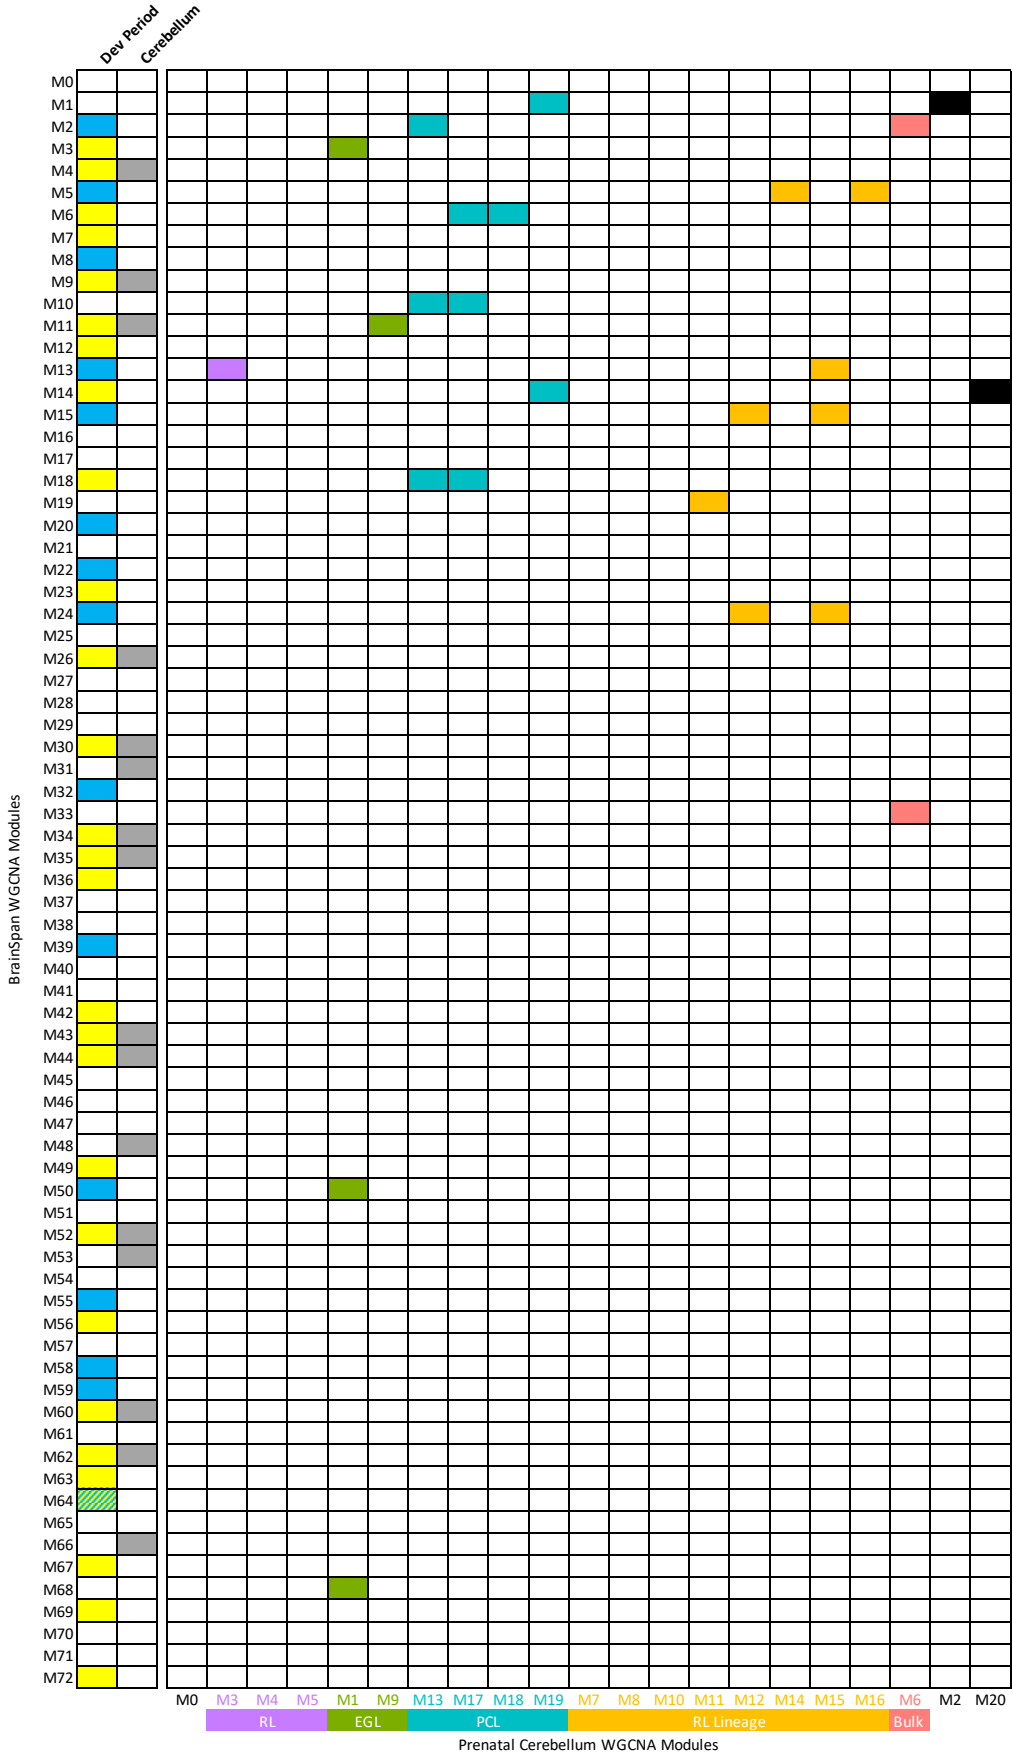 Dev Period
Cerebellum
M0
M1
M2
M3
M4
M5
M6
M7
M8
M9
M10
M11
M12
M13
M14
M15
M16
M17
M18
M19
M20
M21
M22
M23
M24
M25
M26
M27
M28
M29
M30
M31
M32
M33
M34
M35
M36
M37
M38
M39
M40
M41
M42
M43
M44
M45
M46
M47
M48
M49
M50
M51
M52
M53
M54
M55
M56
M57
M58
M59
M60
M61
M62
M63
M64
M65
M66
M67
M68
M69
M70
M71
M72
BrainSpan WGCNA Modules
M0 M3 M4 M5 M1 M9 M13 M17 M18 M19 M7 M8 M10 M11 M12 M14 M15 M16 M6 M2 M20
RL EGL PCL RL Lineage Bulk
Prenatal Cerebellum WGCNA Modules